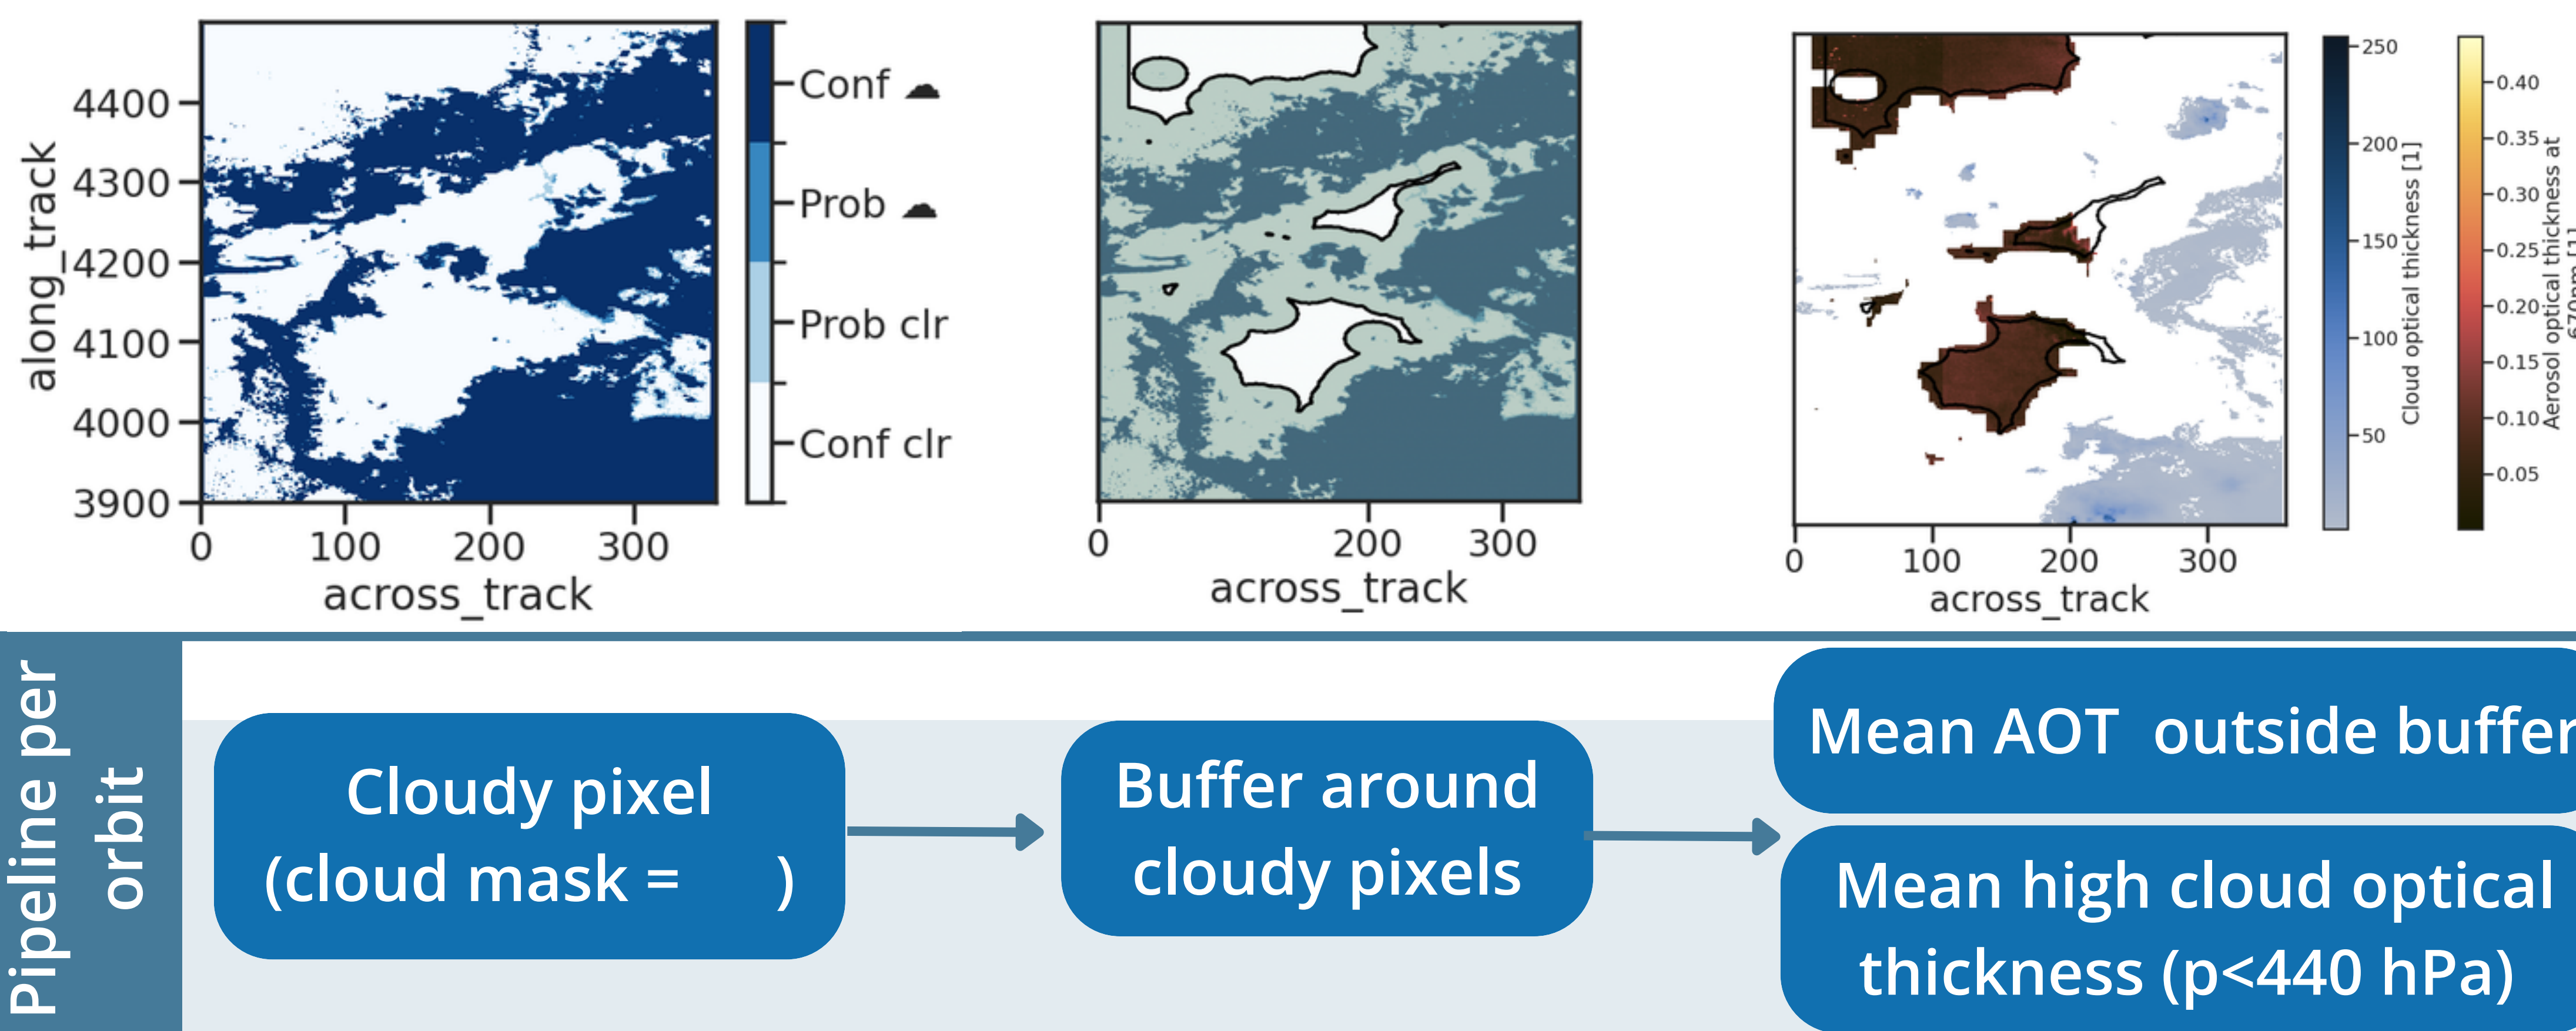 along_track
4400
4300
4200
4100
4000
3900
0 100 200 300
across_track
Conf ☁
Prob ☁
Prob clr
Conf clr
0 200 300
across_track
0 100 200 300
across_track
250
200
150
100
50
Cloud optical thickness [1]
0.40
0.35
0.30
0.25
0.20
0.15
0.10
0.05
Aerosol optical thickness at
670nm [1]
Pipeline per
orbit
Cloudy pixel
(cloud mask = )
Buffer around
cloudy pixels
Mean AOT outside buffer
Mean high cloud optical
thickness (p<440 hPa)